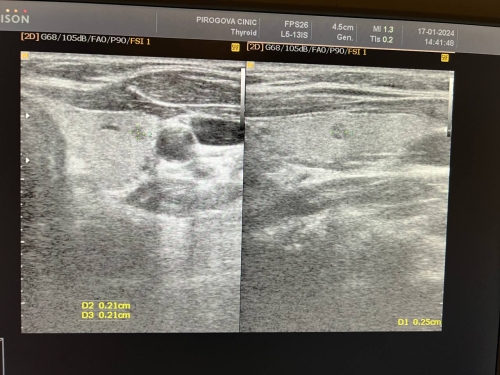 ISON
PIROGOVA CINIC
Thyroid
FPS26
L5-13IS
4.5cm
Gen.
MI 1.3
TIs 0.2
17-01-2024
14:41:48
[2D] G68/105dB/FA0/P90/FSI 1
[2D] G68/105dB/FA0/P90/FSI 1
D2 0.21cm
D3 0.21cm
D1 0.25cm